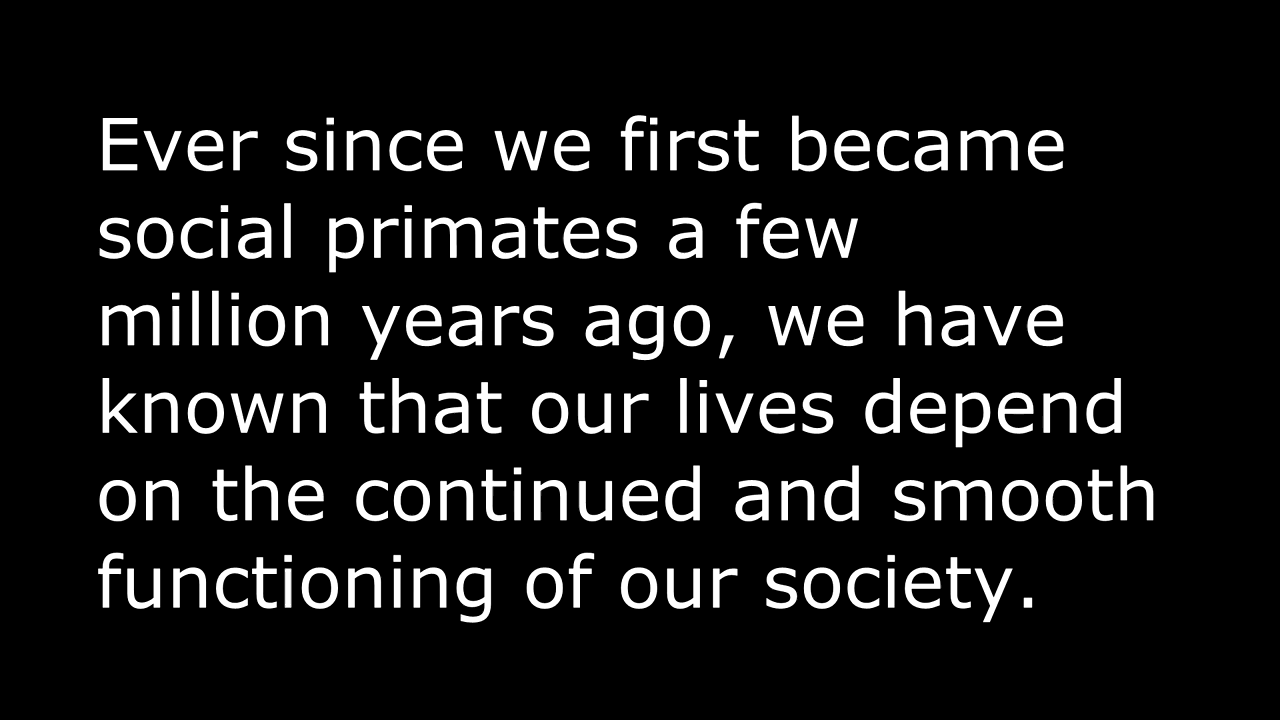 Ever since we first became
social primates a few
million years ago, we have
known that our lives depend
on the continued and smooth
functioning of our society.